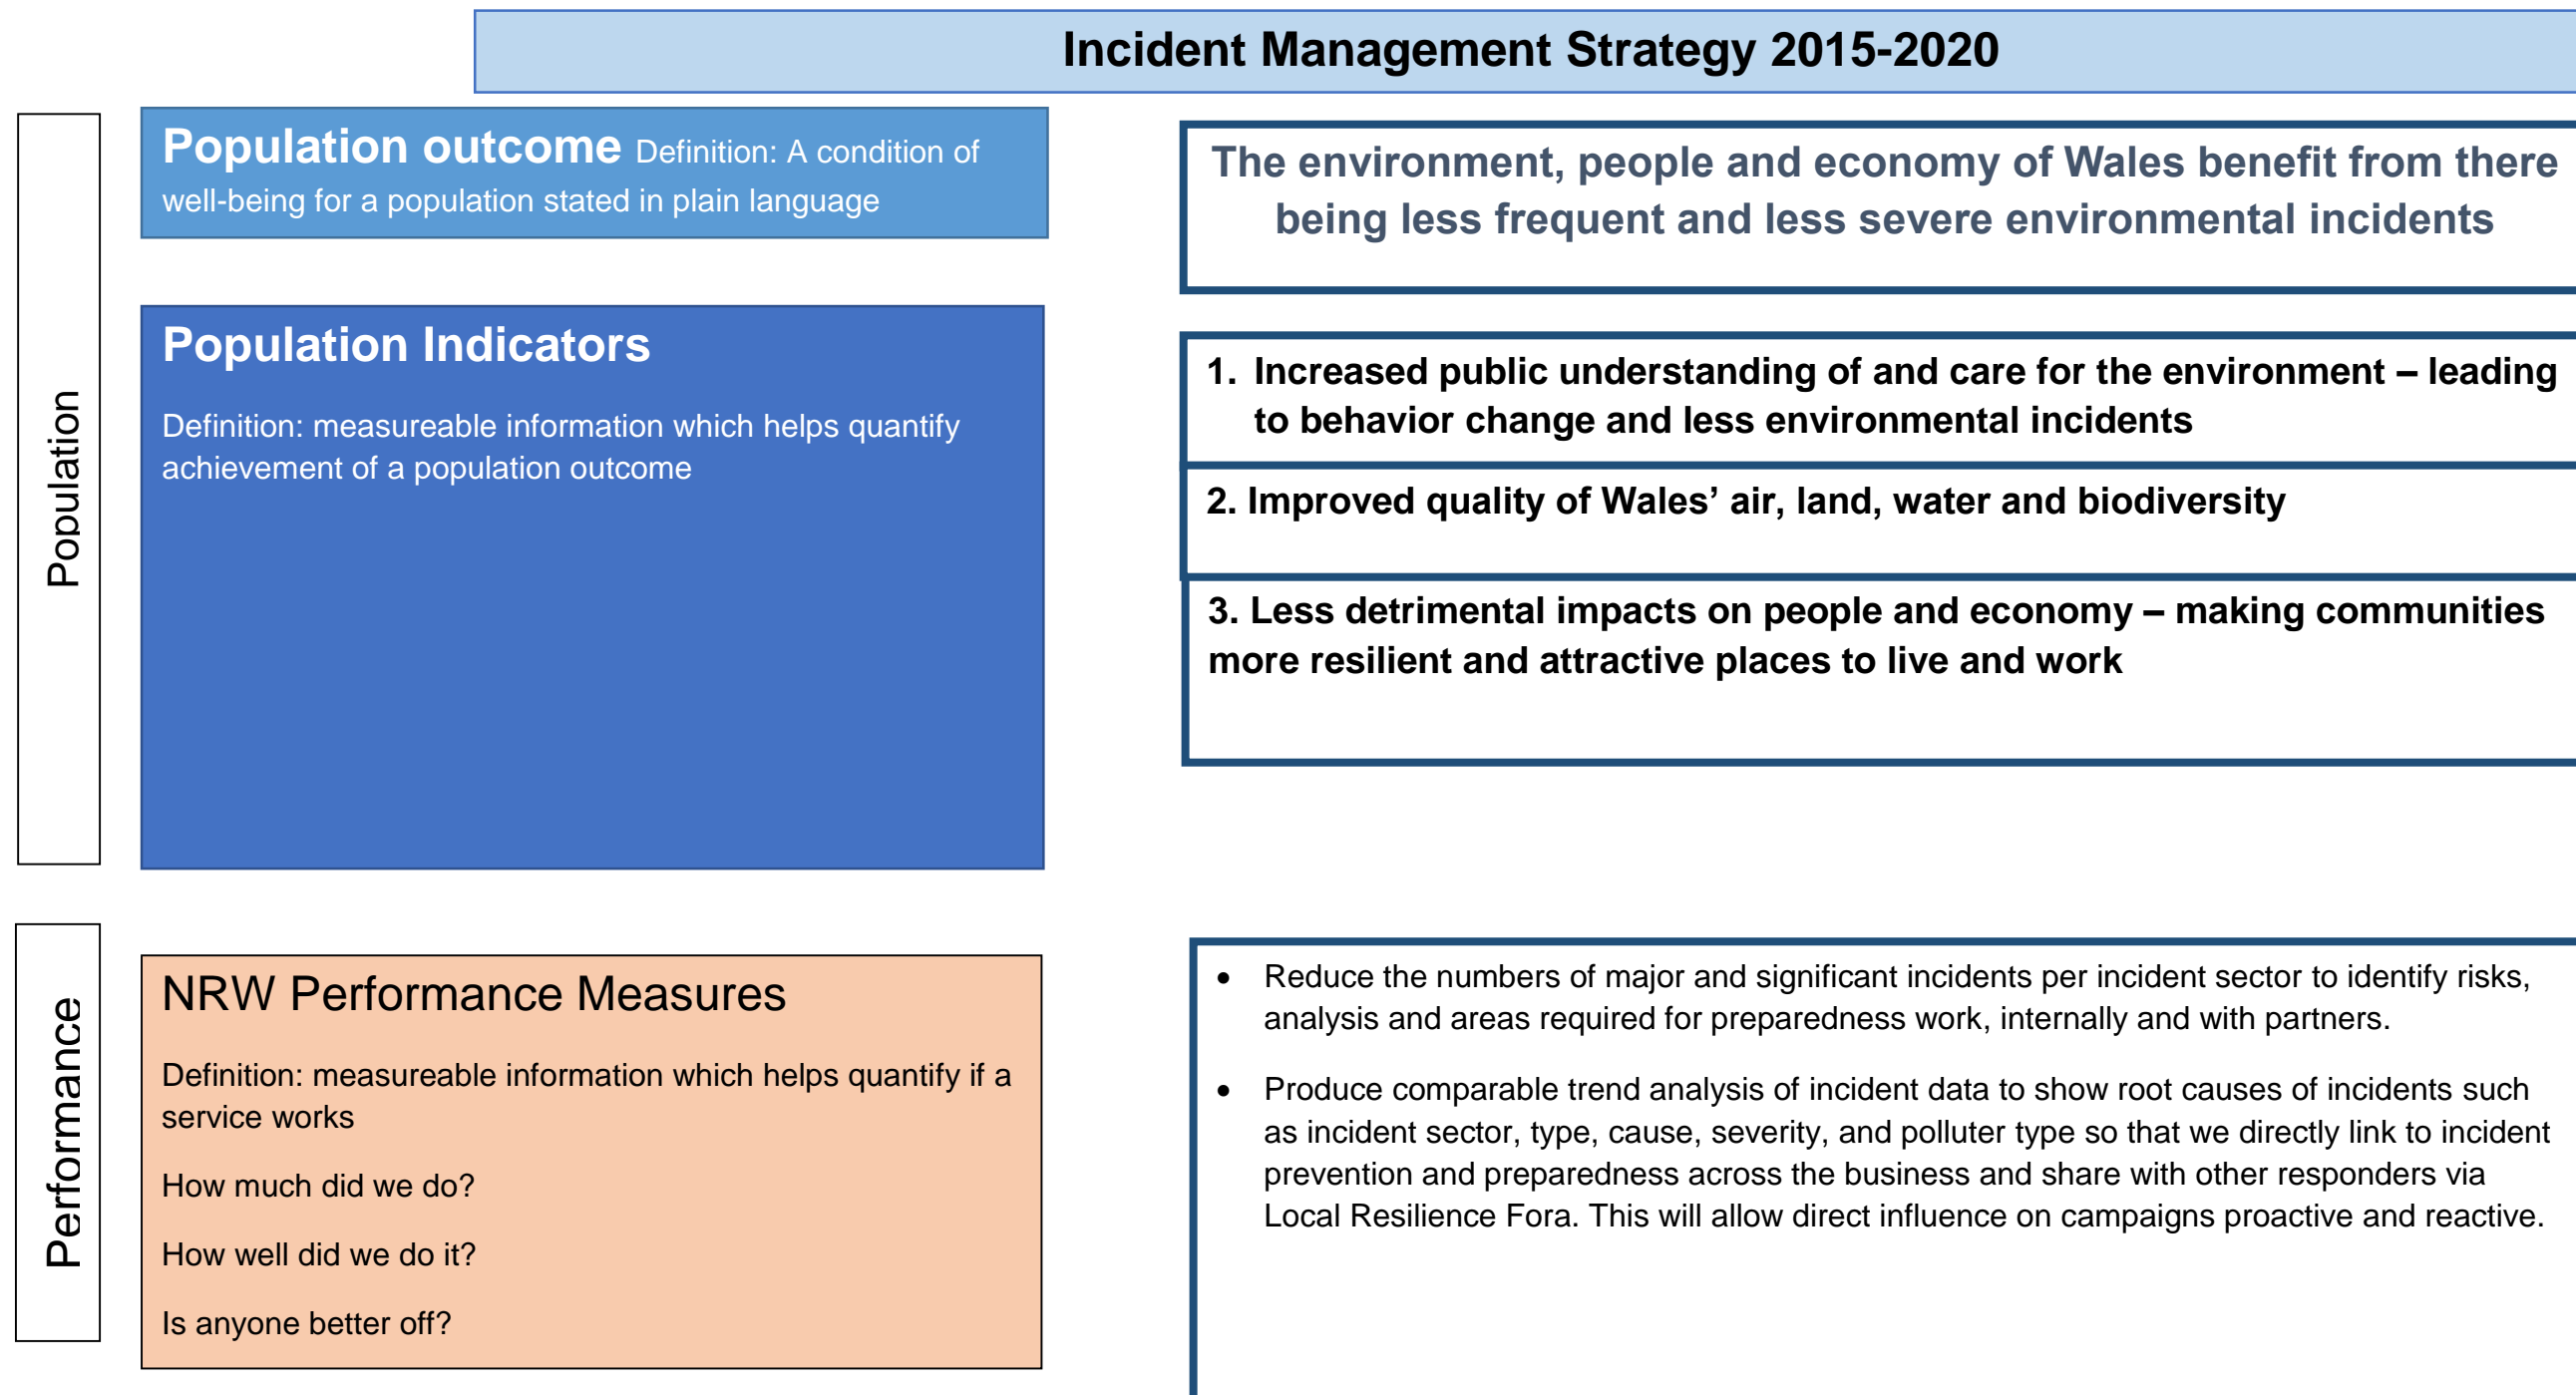 Incident Management Strategy 2015-2020
Population
Population outcome Definition: A condition of
well-being for a population stated in plain language
The environment, people and economy of Wales benefit from there
being less frequent and less severe environmental incidents
Population Indicators
Definition: measureable information which helps quantify
achievement of a population outcome
1. Increased public understanding of and care for the environment – leading
to behavior change and less environmental incidents
2. Improved quality of Wales’ air, land, water and biodiversity
3. Less detrimental impacts on people and economy – making communities
more resilient and attractive places to live and work
Performance
NRW Performance Measures
Definition: measureable information which helps quantify if a
service works
How much did we do?
How well did we do it?
Is anyone better off?
• Reduce the numbers of major and significant incidents per incident sector to identify risks,
analysis and areas required for preparedness work, internally and with partners.
• Produce comparable trend analysis of incident data to show root causes of incidents such
as incident sector, type, cause, severity, and polluter type so that we directly link to incident
prevention and preparedness across the business and share with other responders via
Local Resilience Fora. This will allow direct influence on campaigns proactive and reactive.